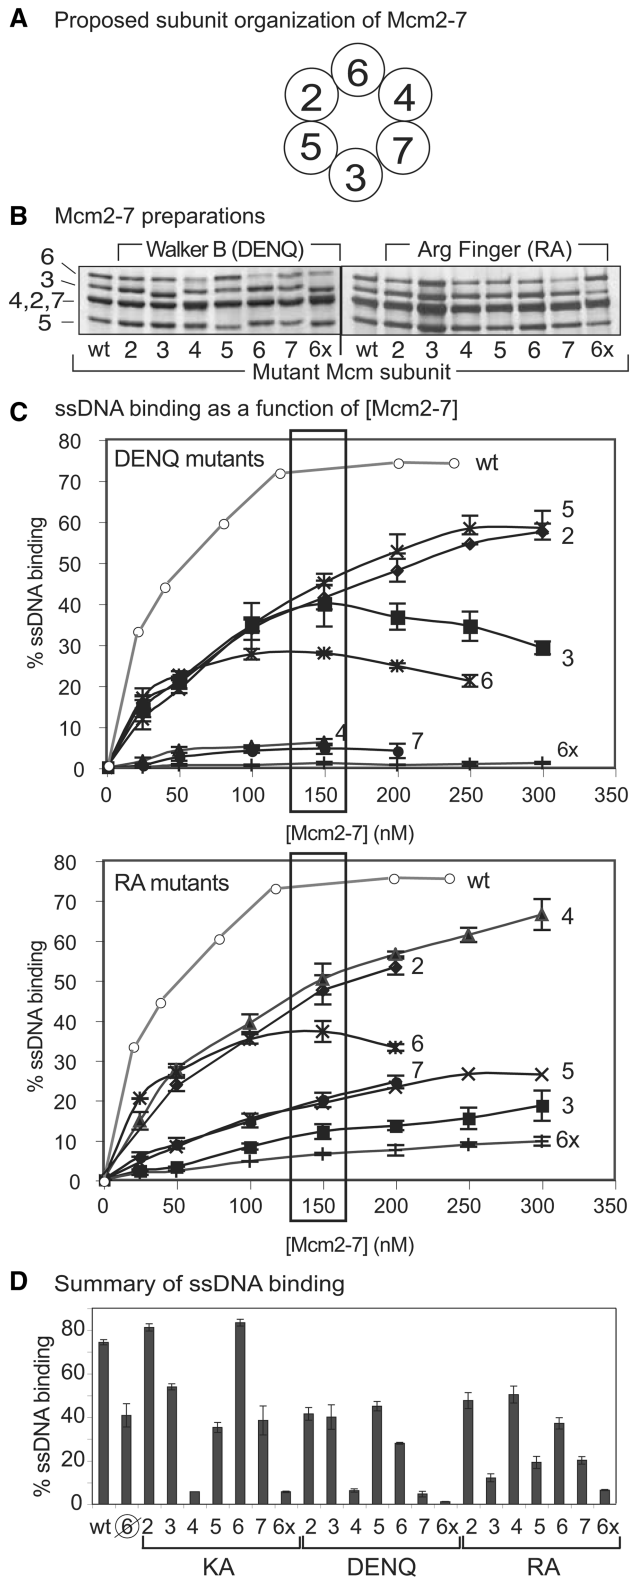 A Proposed subunit organization of Mcm2-7
6
2 4
5 7
3
B Mcm2-7 preparations
Walker B (DENQ) Arg Finger (RA)
6
3
4,2,7
5
wt 2 3 4 5 6 7 6x wt 2 3 4 5 6 7 6x
Mutant Mcm subunit
C ssDNA binding as a function of [Mcm2-7]
80
DENQ mutants
wt
70
60
5
2
50
40
30
3
6
20
10
4
7
6x
0
% ssDNA binding
0 50 100 150 200 250 300 350
[Mcm2-7] (nM)
80
RA mutants
wt
70
4
60
2
50
40
6
30
7
5
20
3
10
6x
0
% ssDNA binding
0 50 100 150 200 250 300 350
[Mcm2-7] (nM)
D Summary of ssDNA binding
80
60
40
20
0
% ssDNA binding
wt 6 2 3 4 5 6 7 6x 2 3 4 5 6 7 6x 2 3 4 5 6 7 6x
KA DENQ RA